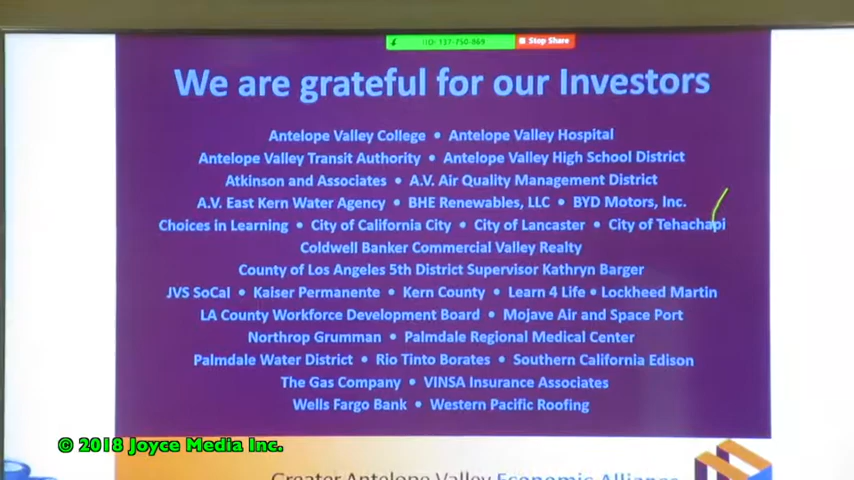 IIO: 137-750-869 Stop Share
We are grateful for our Investors
Antelope Valley College • Antelope Valley Hospital
Antelope Valley Transit Authority • Antelope Valley High School District
Atkinson and Associates • A.V. Air Quality Management District
A.V. East Kern Water Agency • BHE Renewables, LLC • BYD Motors, Inc.
Choices in Learning • City of California City • City of Lancaster • City of Tehachapi
Coldwell Banker Commercial Valley Realty
County of Los Angeles 5th District Supervisor Kathryn Barger
JVS SoCal • Kaiser Permanente • Kern County • Learn 4 Life • Lockheed Martin
LA County Workforce Development Board • Mojave Air and Space Port
Northrop Grumman • Palmdale Regional Medical Center
Palmdale Water District • Rio Tinto Borates • Southern California Edison
The Gas Company • VINSA Insurance Associates
Wells Fargo Bank • Western Pacific Roofing
© 2018 Joyce Media Inc.
Greater Antelope Valley Economic Alliance